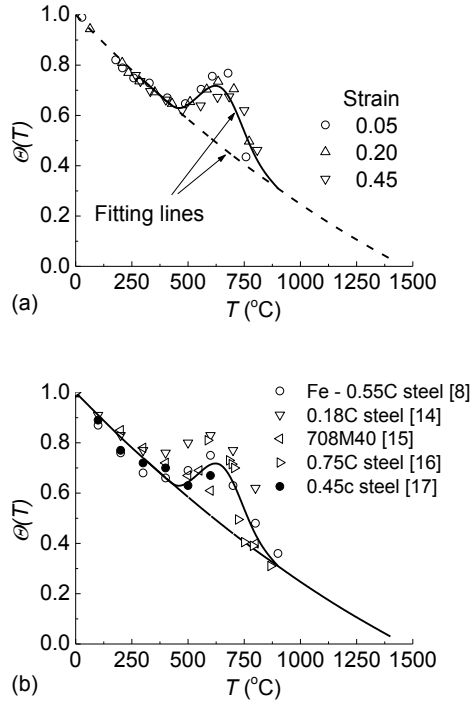 1.0
0.8
0.6
0.4
0.2
0.0
Θ(T)
Strain
0.05
0.20
0.45
Fitting lines
0 250 500 750 1000 1250 1500
(a)
T (°C)
1.0
0.8
0.6
0.4
0.2
0.0
Θ(T)
Fe - 0.55C steel [8]
0.18C steel [14]
708M40 [15]
0.75C steel [16]
0.45c steel [17]
0 250 500 750 1000 1250 1500
(b)
T (°C)